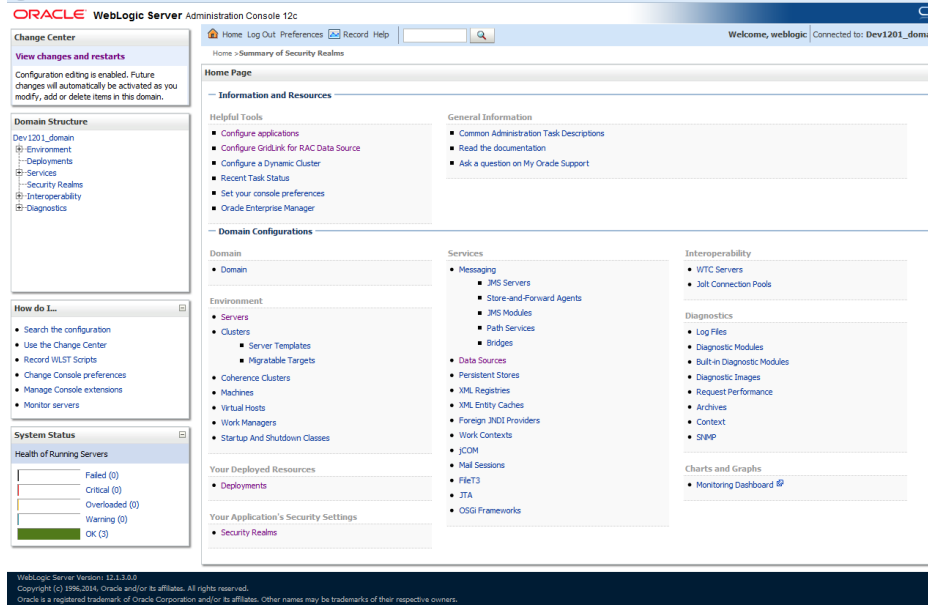 ORACLE WebLogic Server Administration Console 12c
Change Center
View changes and restarts
Configuration editing is enabled. Future
changes will automatically be activated as you
modify, add or delete items in this domain.
Domain Structure
Dev1201_domain
Environment
Deployments
Services
Security Realms
Interoperability
Diagnostics
How do I...
Search the configuration
Use the Change Center
Record WLST Scripts
Change Console preferences
Manage Console extensions
Monitor servers
System Status
Health of Running Servers
Failed (0)
Critical (0)
Overloaded (0)
Warning (0)
OK (3)
Home Log Out Preferences Record Help
Welcome, weblogic Connected to: Dev1201_doma
Home >Summary of Security Realms
Home Page
Information and Resources
Helpful Tools
Configure applications
Configure GridLink for RAC Data Source
Configure a Dynamic Cluster
Recent Task Status
Set your console preferences
Oracle Enterprise Manager
General Information
Common Administration Task Descriptions
Read the documentation
Ask a question on My Oracle Support
Domain Configurations
Domain
Domain
Environment
Servers
Clusters
Server Templates
Migratable Targets
Coherence Clusters
Machines
Virtual Hosts
Work Managers
Startup And Shutdown Classes
Your Deployed Resources
Deployments
Your Application's Security Settings
Security Realms
Services
Messaging
JMS Servers
Store-and-Forward Agents
JMS Modules
Path Services
Bridges
Data Sources
Persistent Stores
XML Registries
XML Entity Caches
Foreign JNDI Providers
Work Contexts
jCOM
Mail Sessions
FileT3
JTA
OSGi Frameworks
Interoperability
WTC Servers
Jolt Connection Pools
Diagnostics
Log Files
Diagnostic Modules
Built-in Diagnostic Modules
Diagnostic Images
Request Performance
Archives
Context
SNMP
Charts and Graphs
Monitoring Dashboard
WebLogic Server Version: 12.1.3.0.0
Copyright (c) 1996,2014, Oracle and/or its affiliates. All rights reserved.
Oracle is a registered trademark of Oracle Corporation and/or its affiliates. Other names may be trademarks of their respective owners.